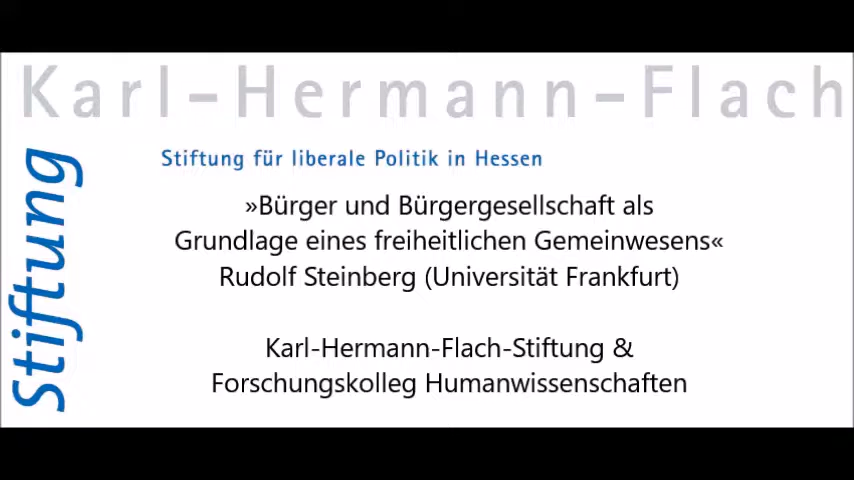 Karl-Hermann-Flach
Stiftung
Stiftung für liberale Politik in Hessen
»Bürger und Bürgergesellschaft als
Grundlage eines freiheitlichen Gemeinwesens«
Rudolf Steinberg (Universität Frankfurt)
Karl-Hermann-Flach-Stiftung &
Forschungskolleg Humanwissenschaften